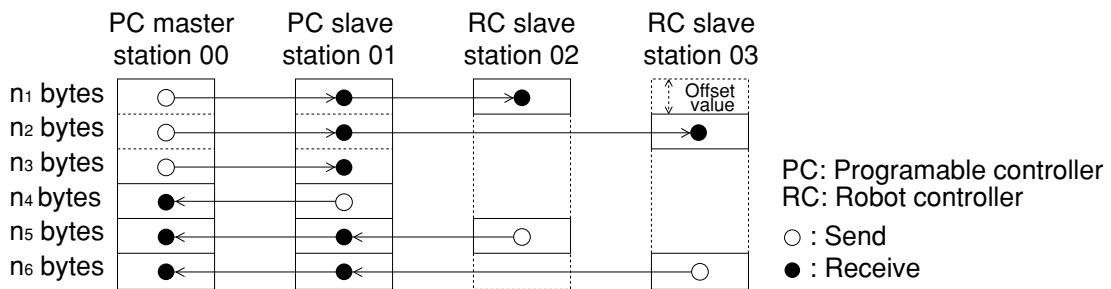 PC master station 00
PC slave station 01
RC slave station 02
RC slave station 03
n1 bytes
n2 bytes
n3 bytes
n4 bytes
n5 bytes
n6 bytes
Offset value
PC: Programable controller
RC: Robot controller
○ : Send
● : Receive